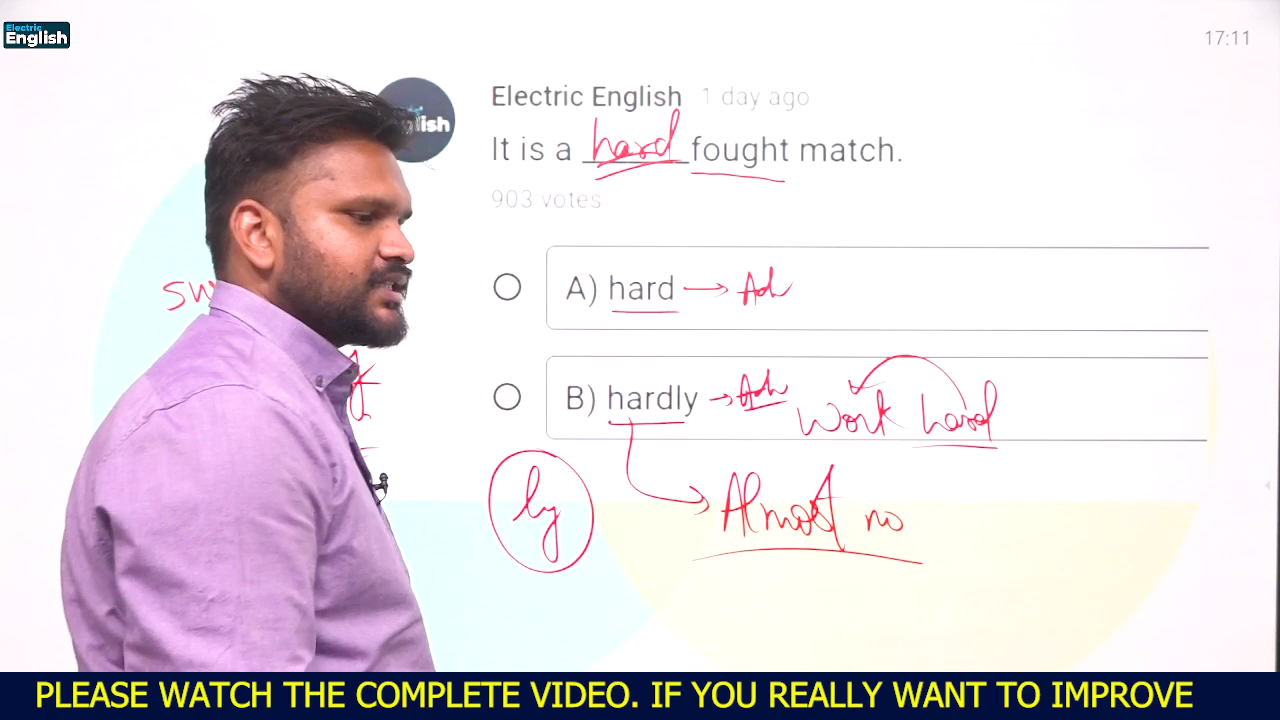 Electric
English
17:11
Electric English 1 day ago
lish
It is a hard fought match.
903 votes
A) hard → Adv
B) hardly → Adv Work hard
ly
Almost no
PLEASE WATCH THE COMPLETE VIDEO. IF YOU REALLY WANT TO IMPROVE